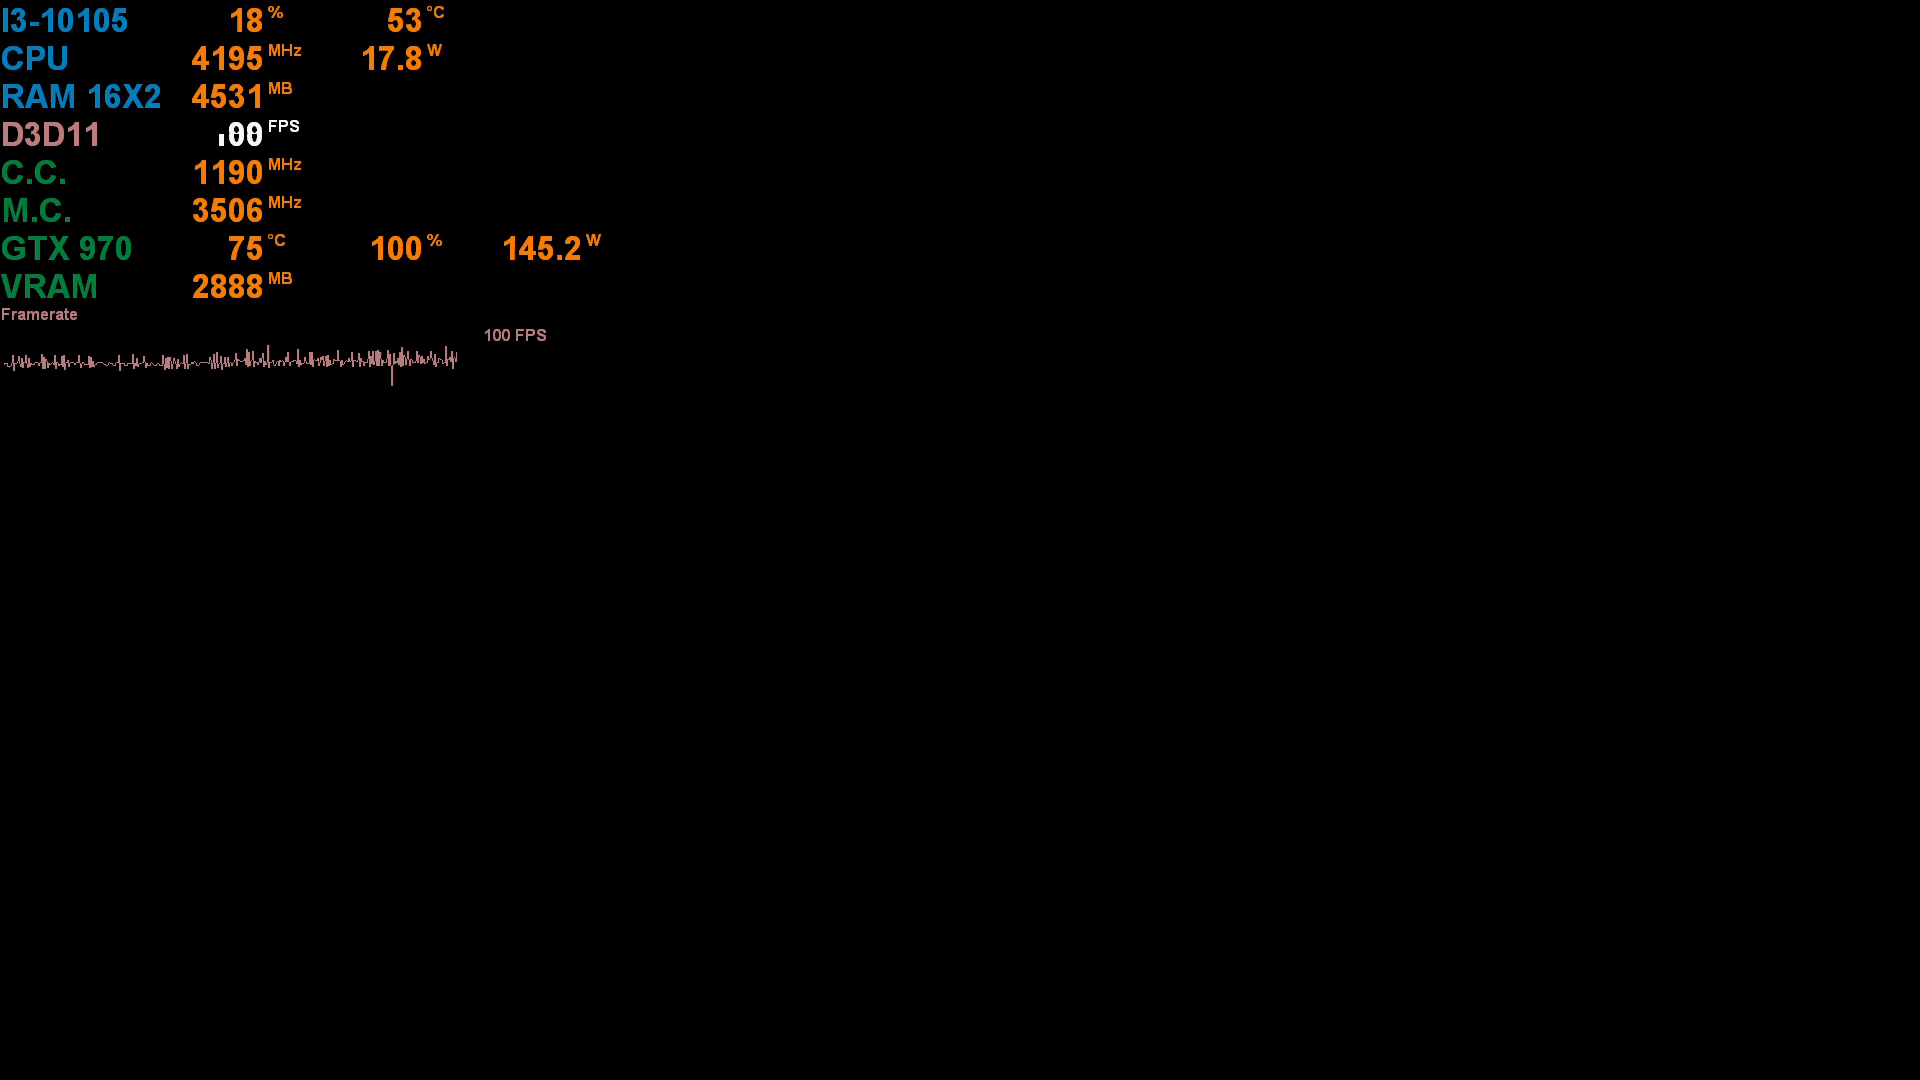 I3-10105 18 % 53 °C
CPU 4195 MHz 17.8 W
RAM 16X2 4531 MB
D3D11 FPS
C.C. 1190 MHz
M.C. 3506 MHz
GTX 970 75 °C 100 % 145.2 W
VRAM 2888 MB
Framerate
100 FPS